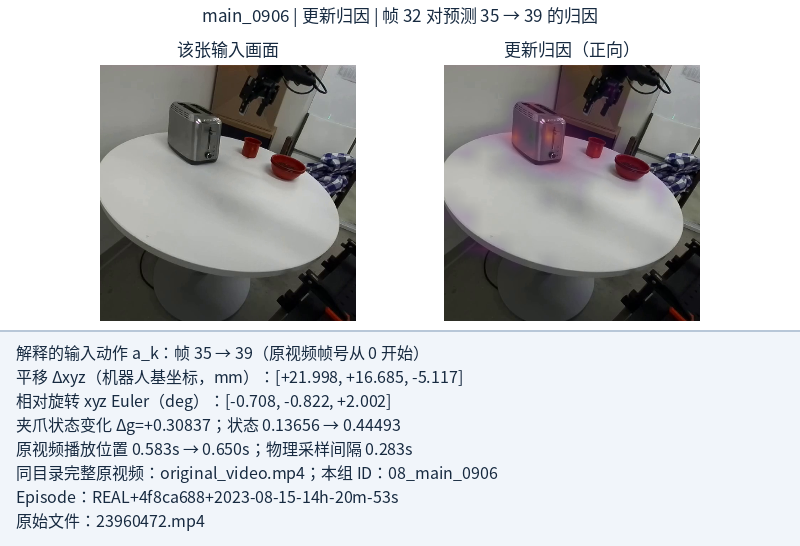 main_0906 | 更新归因 | 帧 32 对预测 35 → 39 的归因
该张输入画面
更新归因（正向）
解释的输入动作 a_k：帧 35 → 39（原视频帧号从 0 开始）
平移 Δxyz（机器人基坐标，mm）：[+21.998, +16.685, -5.117]
相对旋转 xyz Euler（deg）：[-0.708, -0.822, +2.002]
夹爪状态变化 Δg=+0.30837；状态 0.13656 → 0.44493
原视频播放位置 0.583s → 0.650s；物理采样间隔 0.283s
同目录完整原视频：original_video.mp4；本组 ID：08_main_0906
Episode：REAL+4f8ca688+2023-08-15-14h-20m-53s
原始文件：23960472.mp4